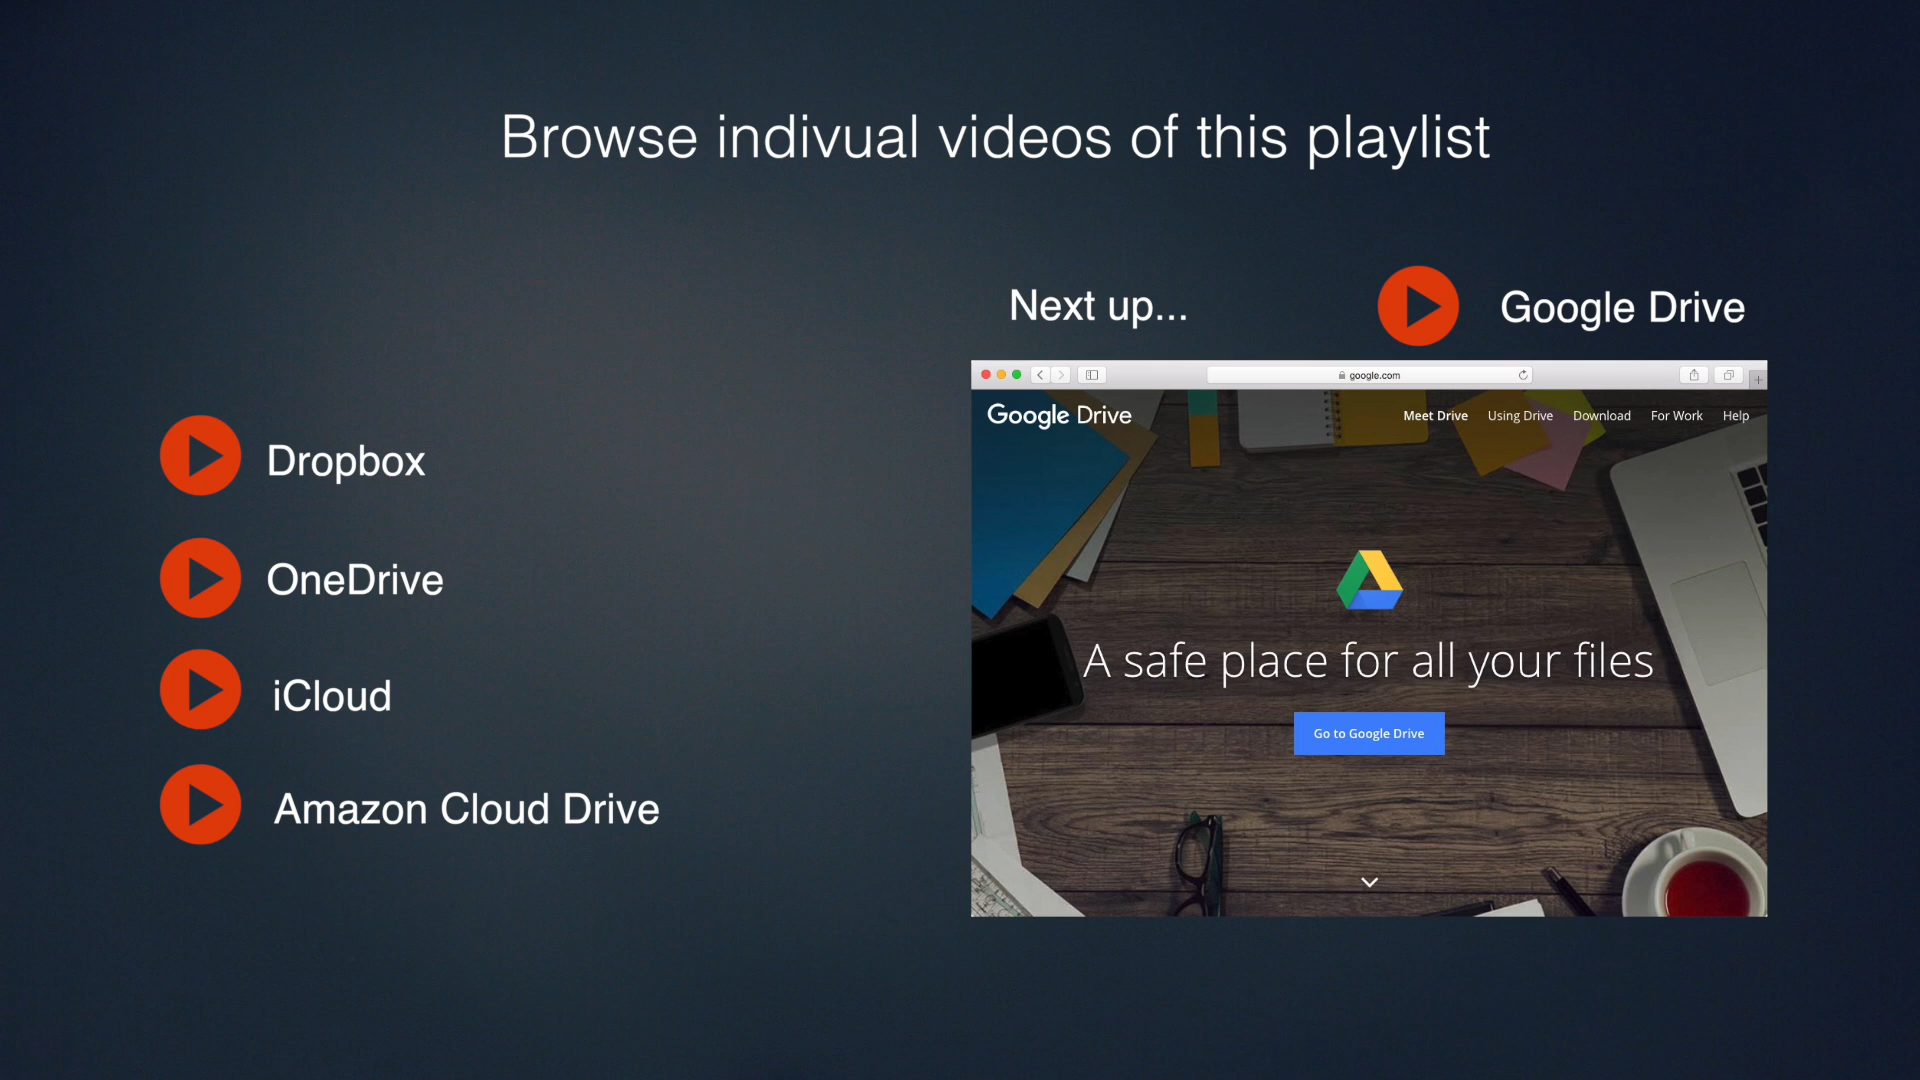 Browse indivual videos of this playlist
Next up...
Google Drive
google.com
Google Drive
Meet Drive Using Drive Download For Work Help
Dropbox
OneDrive
iCloud
Amazon Cloud Drive
A safe place for all your files
Go to Google Drive